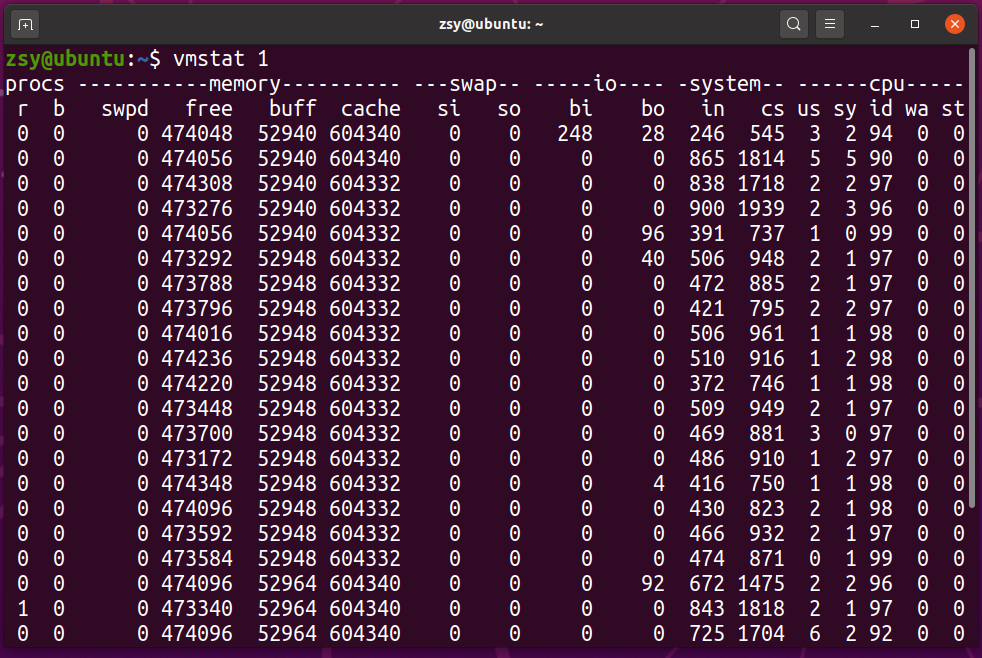 zsy@ubuntu: ~
zsy@ubuntu:~$ vmstat 1
procs -----------memory---------- ---swap-- -----io---- -system-- ------cpu-----
 r  b   swpd   free   buff  cache   si   so    bi    bo   in   cs us sy id wa st
 0  0      0 474048  52940 604340    0    0   248    28  246  545  3  2 94  0  0
 0  0      0 474056  52940 604340    0    0     0     0  865 1814  5  5 90  0  0
 0  0      0 474308  52940 604332    0    0     0     0  838 1718  2  2 97  0  0
 0  0      0 473276  52940 604332    0    0     0     0  900 1939  2  3 96  0  0
 0  0      0 474056  52940 604332    0    0     0    96  391  737  1  0 99  0  0
 0  0      0 473292  52948 604332    0    0     0    40  506  948  2  1 97  0  0
 0  0      0 473788  52948 604332    0    0     0     0  472  885  2  1 97  0  0
 0  0      0 473796  52948 604332    0    0     0     0  421  795  2  2 97  0  0
 0  0      0 474016  52948 604332    0    0     0     0  506  961  1  1 98  0  0
 0  0      0 474236  52948 604332    0    0     0     0  510  916  1  2 98  0  0
 0  0      0 474220  52948 604332    0    0     0     0  372  746  1  1 98  0  0
 0  0      0 473448  52948 604332    0    0     0     0  509  949  2  1 97  0  0
 0  0      0 473700  52948 604332    0    0     0     0  469  881  3  0 97  0  0
 0  0      0 473172  52948 604332    0    0     0     0  486  910  1  2 97  0  0
 0  0      0 474348  52948 604332    0    0     0     4  416  750  1  1 98  0  0
 0  0      0 474096  52948 604332    0    0     0     0  430  823  2  1 98  0  0
 0  0      0 473592  52948 604332    0    0     0     0  466  932  2  1 97  0  0
 0  0      0 473584  52948 604332    0    0     0     0  474  871  0  1 99  0  0
 0  0      0 474096  52964 604340    0    0     0    92  672 1475  2  2 96  0  0
 1  0      0 473340  52964 604340    0    0     0     0  843 1818  2  1 97  0  0
 0  0      0 474096  52964 604340    0    0     0     0  725 1704  6  2 92  0  0